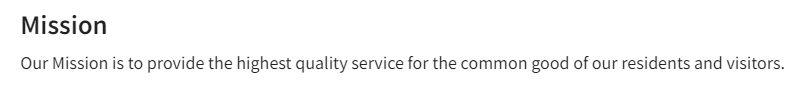 Mission
Our Mission is to provide the highest quality service for the common good of our residents and visitors.